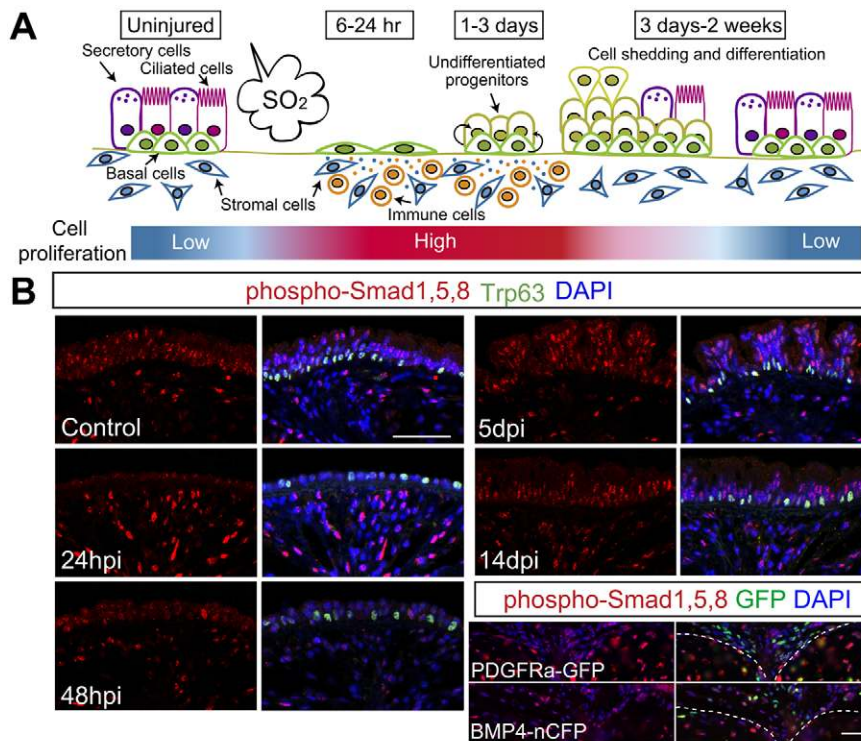 A
Uninjured
6-24 hr
1-3 days
3 days-2 weeks
Secretory cells
Ciliated cells
SO2
Undifferentiated
progenitors
Cell shedding and differentiation
Basal cells
Stromal cells
Immune cells
Cell
proliferation
Low
High
Low
B
phospho-Smad1,5,8 Trp63 DAPI
Control
5dpi
24hpi
14dpi
48hpi
phospho-Smad1,5,8 GFP DAPI
PDGFRa-GFP
BMP4-nCFP